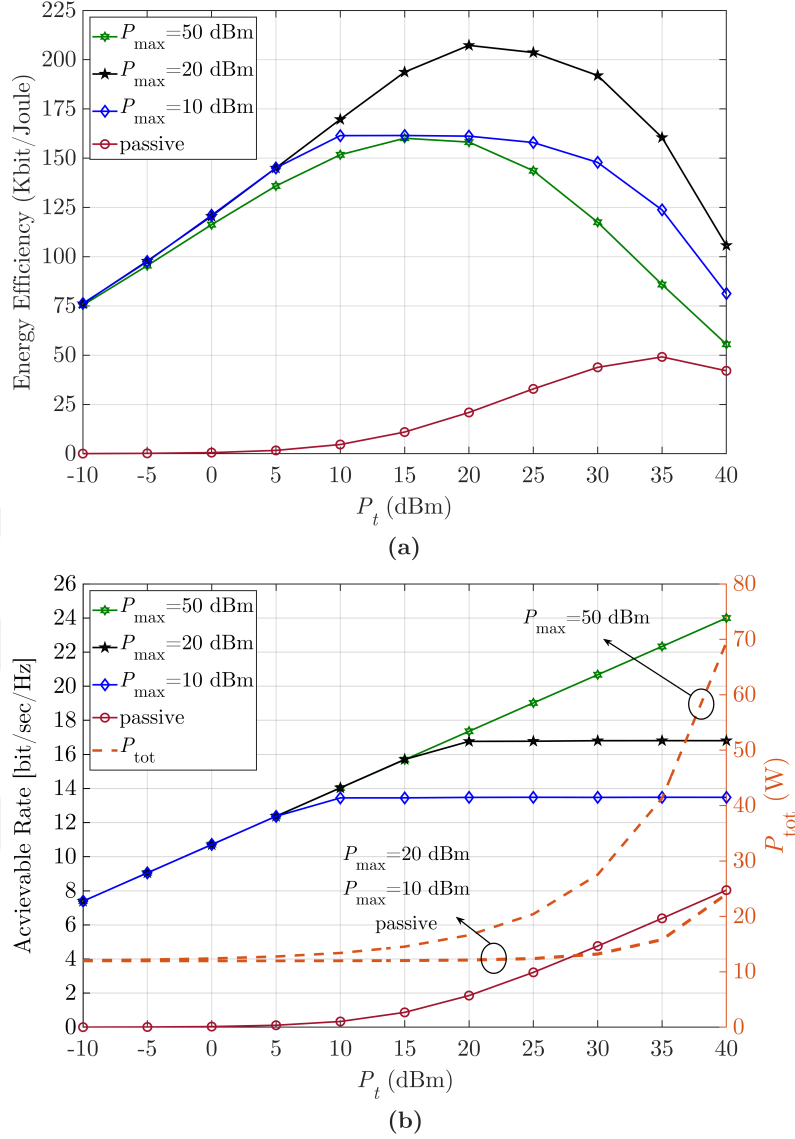 225
200
175
150
125
100
75
50
25
0
Energy Efficiency (Kbit/Joule)
P_max=50 dBm
P_max=20 dBm
P_max=10 dBm
passive
-10 -5 0 5 10 15 20 25 30 35 40
P_t (dBm)
(a)
26
24
22
20
18
16
14
12
10
8
6
4
2
0
Acvievable Rate [bit/sec/Hz]
P_max=50 dBm
P_max=20 dBm
P_max=10 dBm
passive
P_tot
P_max=50 dBm
P_max=20 dBm
P_max=10 dBm
passive
80
70
60
50
40
30
20
10
0
P_tot (W)
-10 -5 0 5 10 15 20 25 30 35 40
P_t (dBm)
(b)